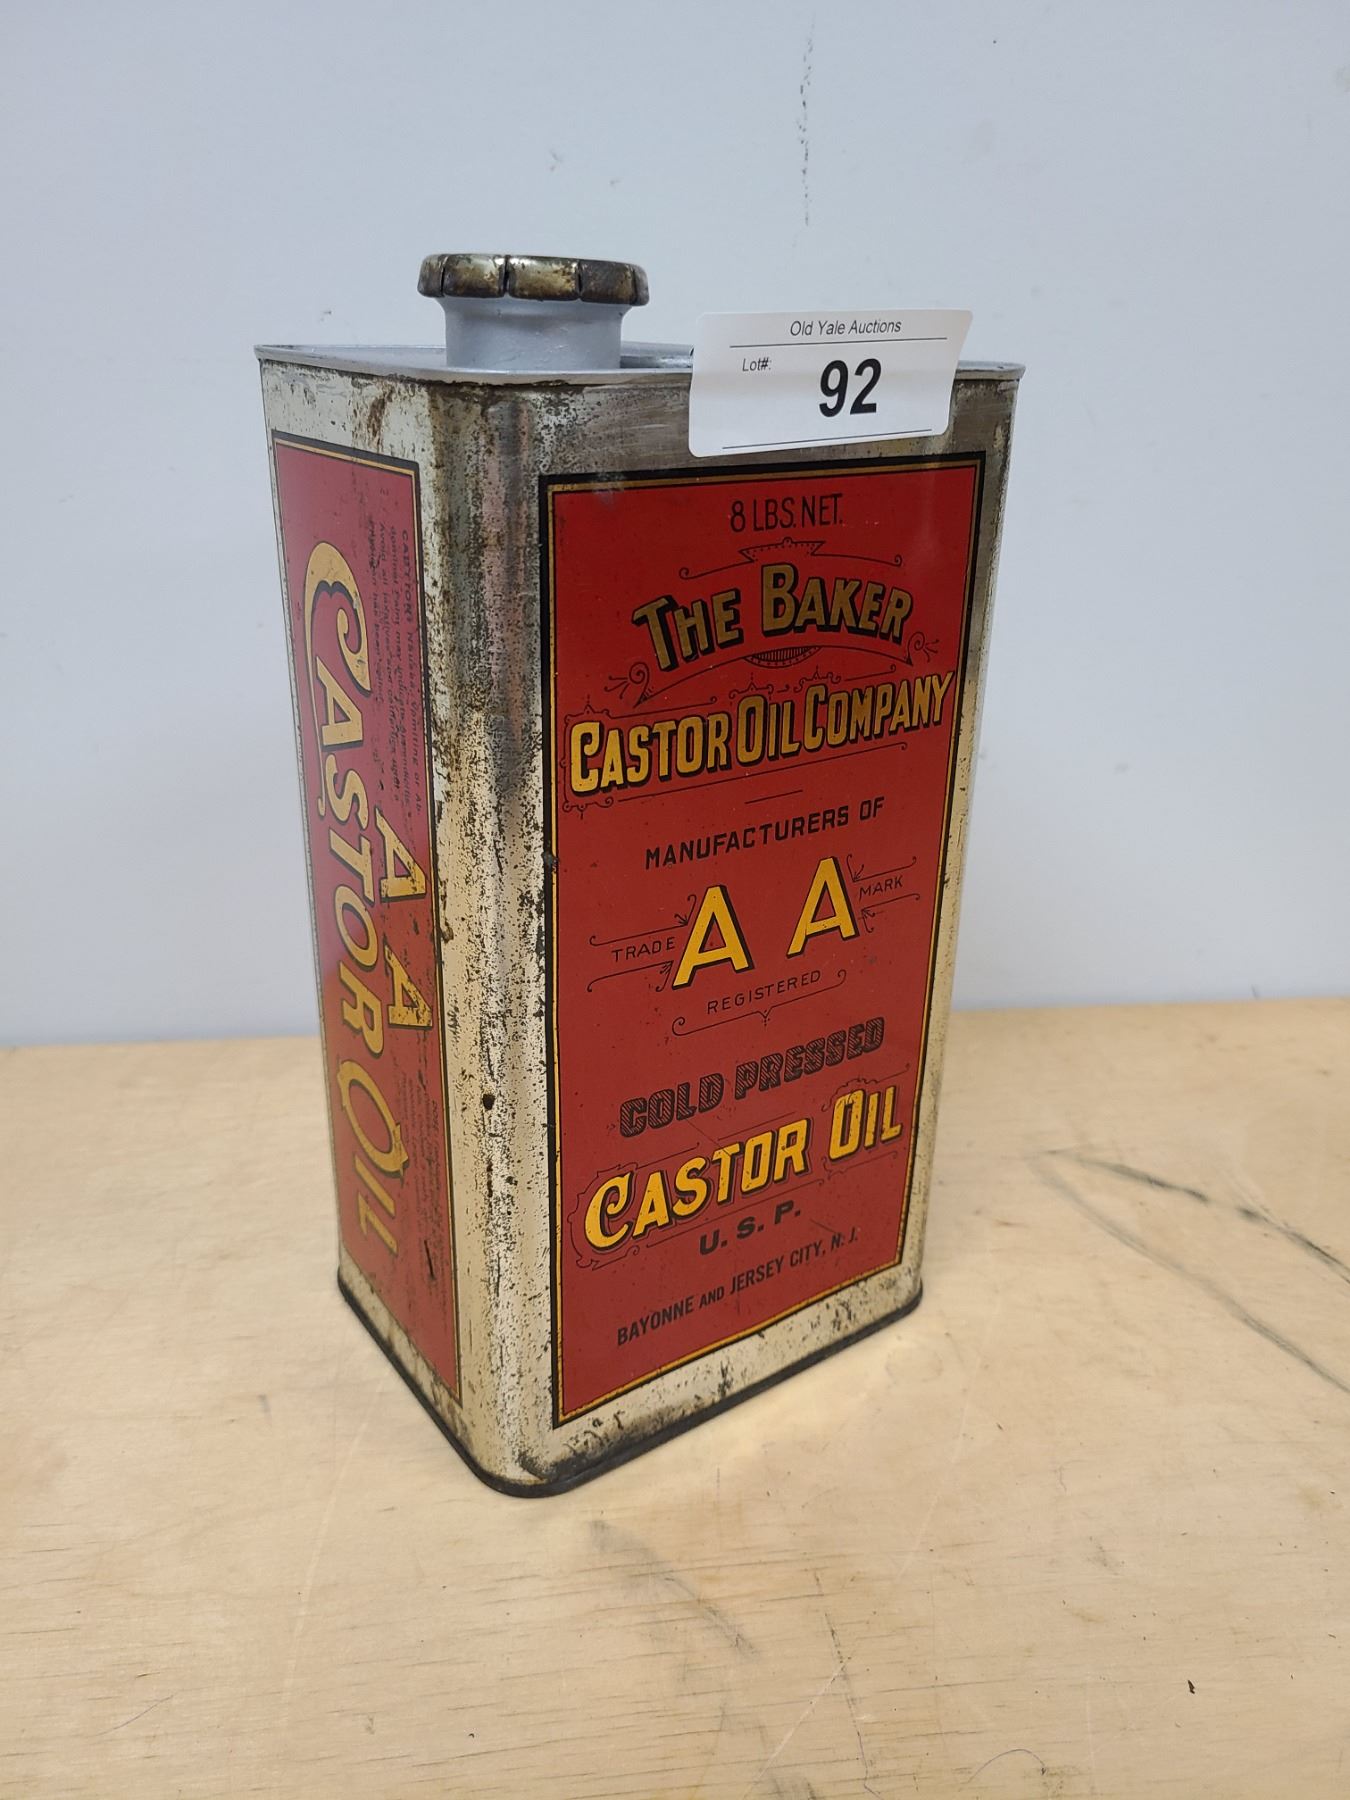 Old Yale Auctions
Lot#:
92
8 LBS. NET.
THE BAKER
CASTOR OIL COMPANY
MANUFACTURERS OF
TRADE A A MARK
REGISTERED
COLD PRESSED
CASTOR OIL
U. S. P.
BAYONNE AND JERSEY CITY, N. J.
A A
CASTOR OIL